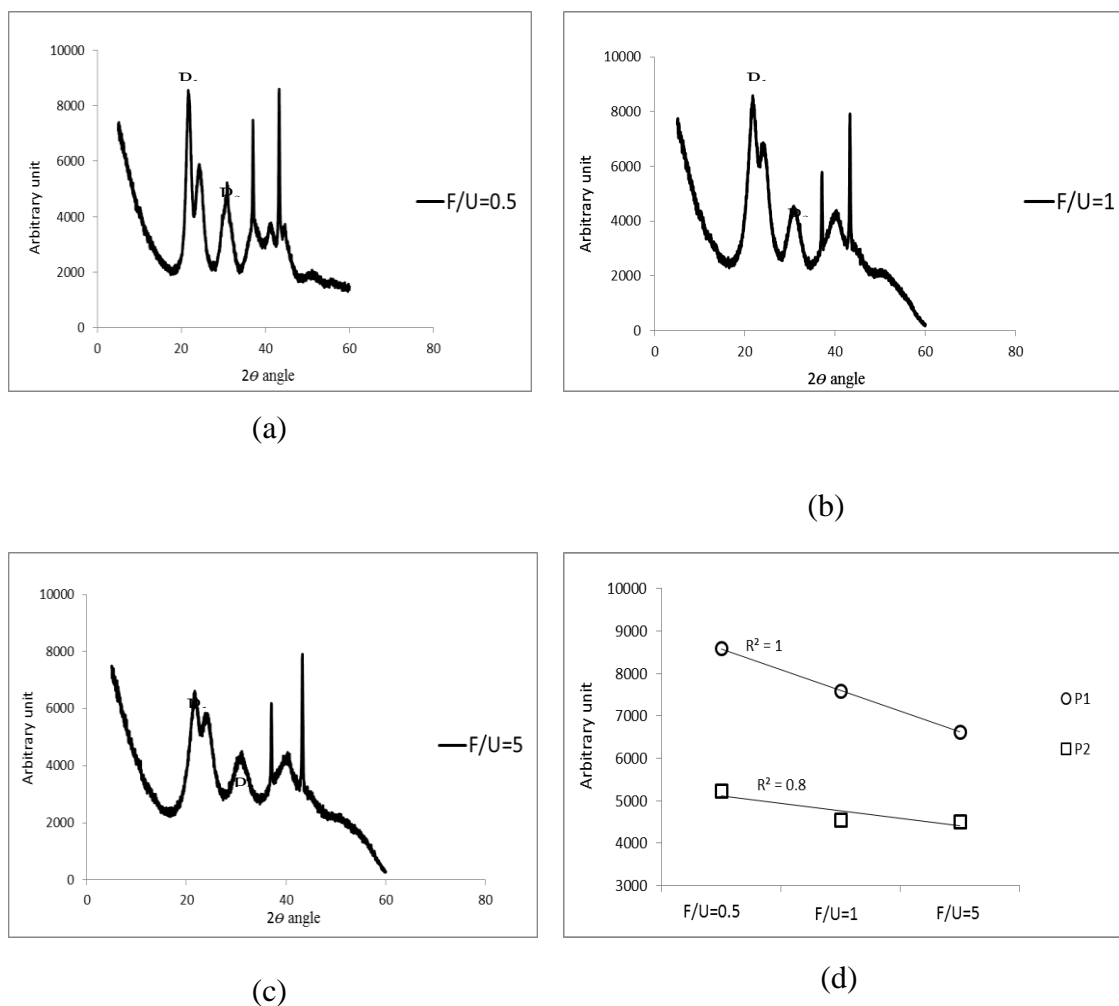 10000
8000
6000
4000
2000
0
0 20 40 60 80
Arbitrary unit
2θ angle
F/U=0.5
(a)
10000
8000
6000
4000
2000
0
0 20 40 60 80
Arbitrary unit
2θ angle
F/U=1
(b)
10000
8000
6000
4000
2000
0
0 20 40 60 80
Arbitrary unit
2θ angle
F/U=5
(c)
10000
9000
8000
7000
6000
5000
4000
3000
Arbitrary unit
R² = 1
R² = 0.8
F/U=0.5 F/U=1 F/U=5
P1
P2
(d)